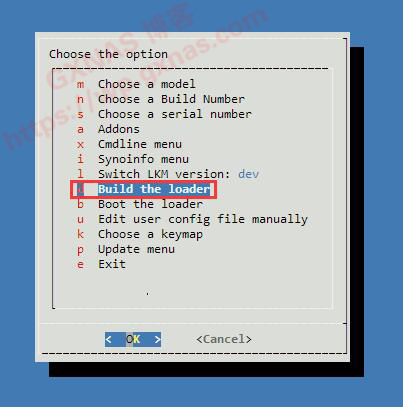 GXNAS 博客
https://wp.gxnas.com
Choose the option
m Choose a model
n Choose a Build Number
s Choose a serial number
a Addons
x Cmdline menu
i Synoinfo menu
l Switch LKM version: dev
Build the loader
b Boot the loader
u Edit user config file manually
k Choose a keymap
p Update menu
e Exit
< OK > <Cancel>